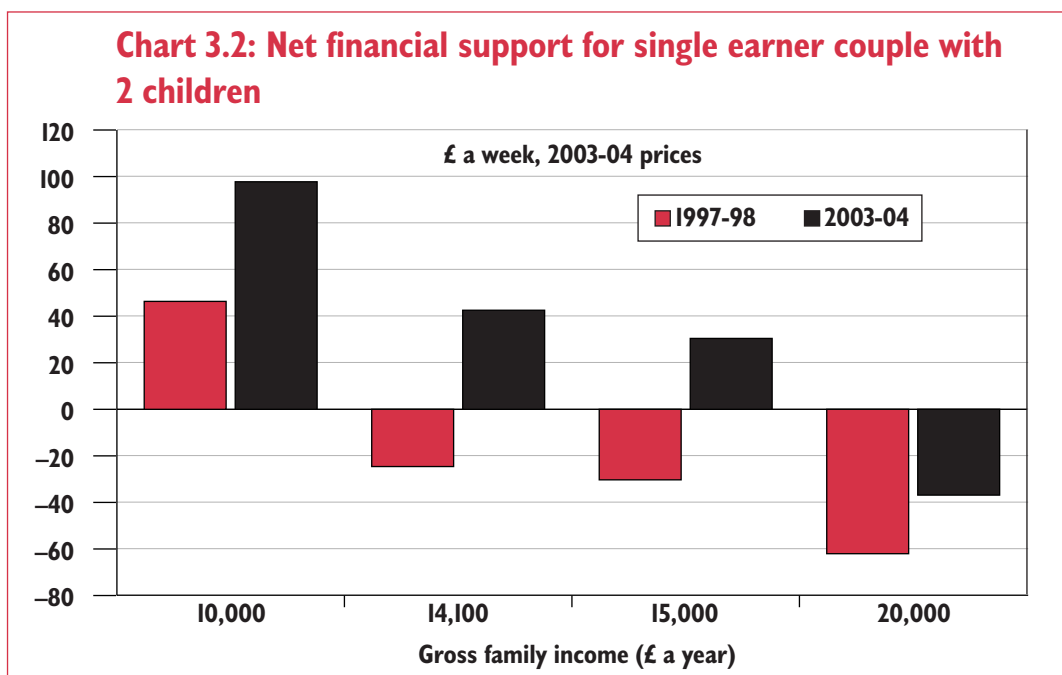 Chart 3.2: Net financial support for single earner couple with
2 children
£ a week, 2003-04 prices
1997-98 2003-04
120
100
80
60
40
20
0
–20
–40
–60
–80
10,000 14,100 15,000 20,000
Gross family income (£ a year)